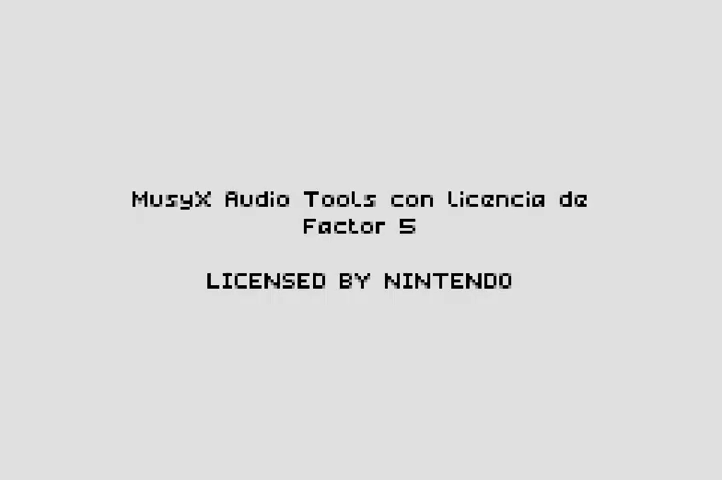 MusyX Audio Tools con licencia de
Factor 5
LICENSED BY NINTENDO